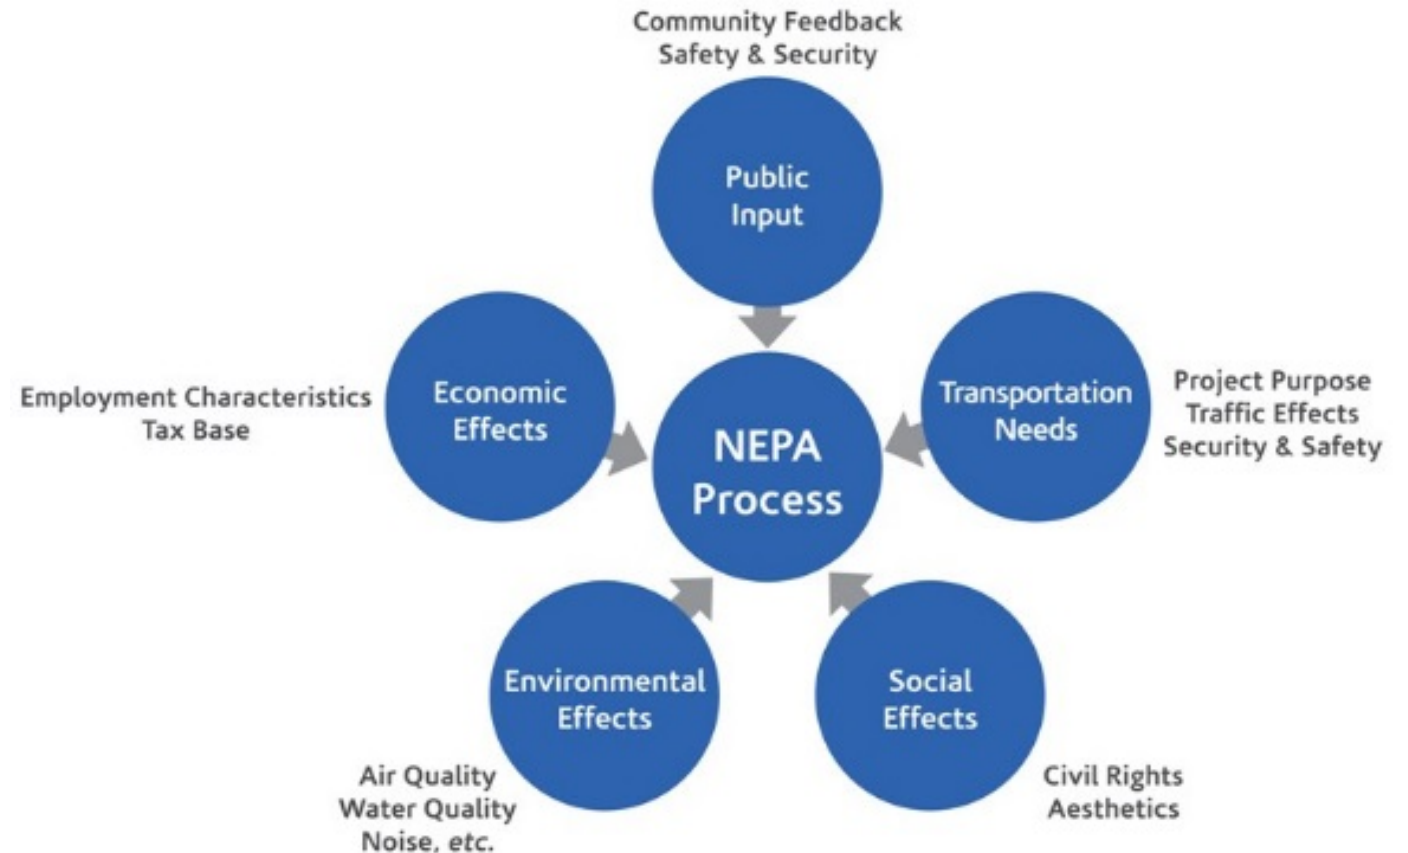 Community Feedback
Safety & Security
Public
Input
Employment Characteristics
Tax Base
Economic
Effects
NEPA
Process
Transportation
Needs
Project Purpose
Traffic Effects
Security & Safety
Environmental
Effects
Air Quality
Water Quality
Noise, etc.
Social
Effects
Civil Rights
Aesthetics